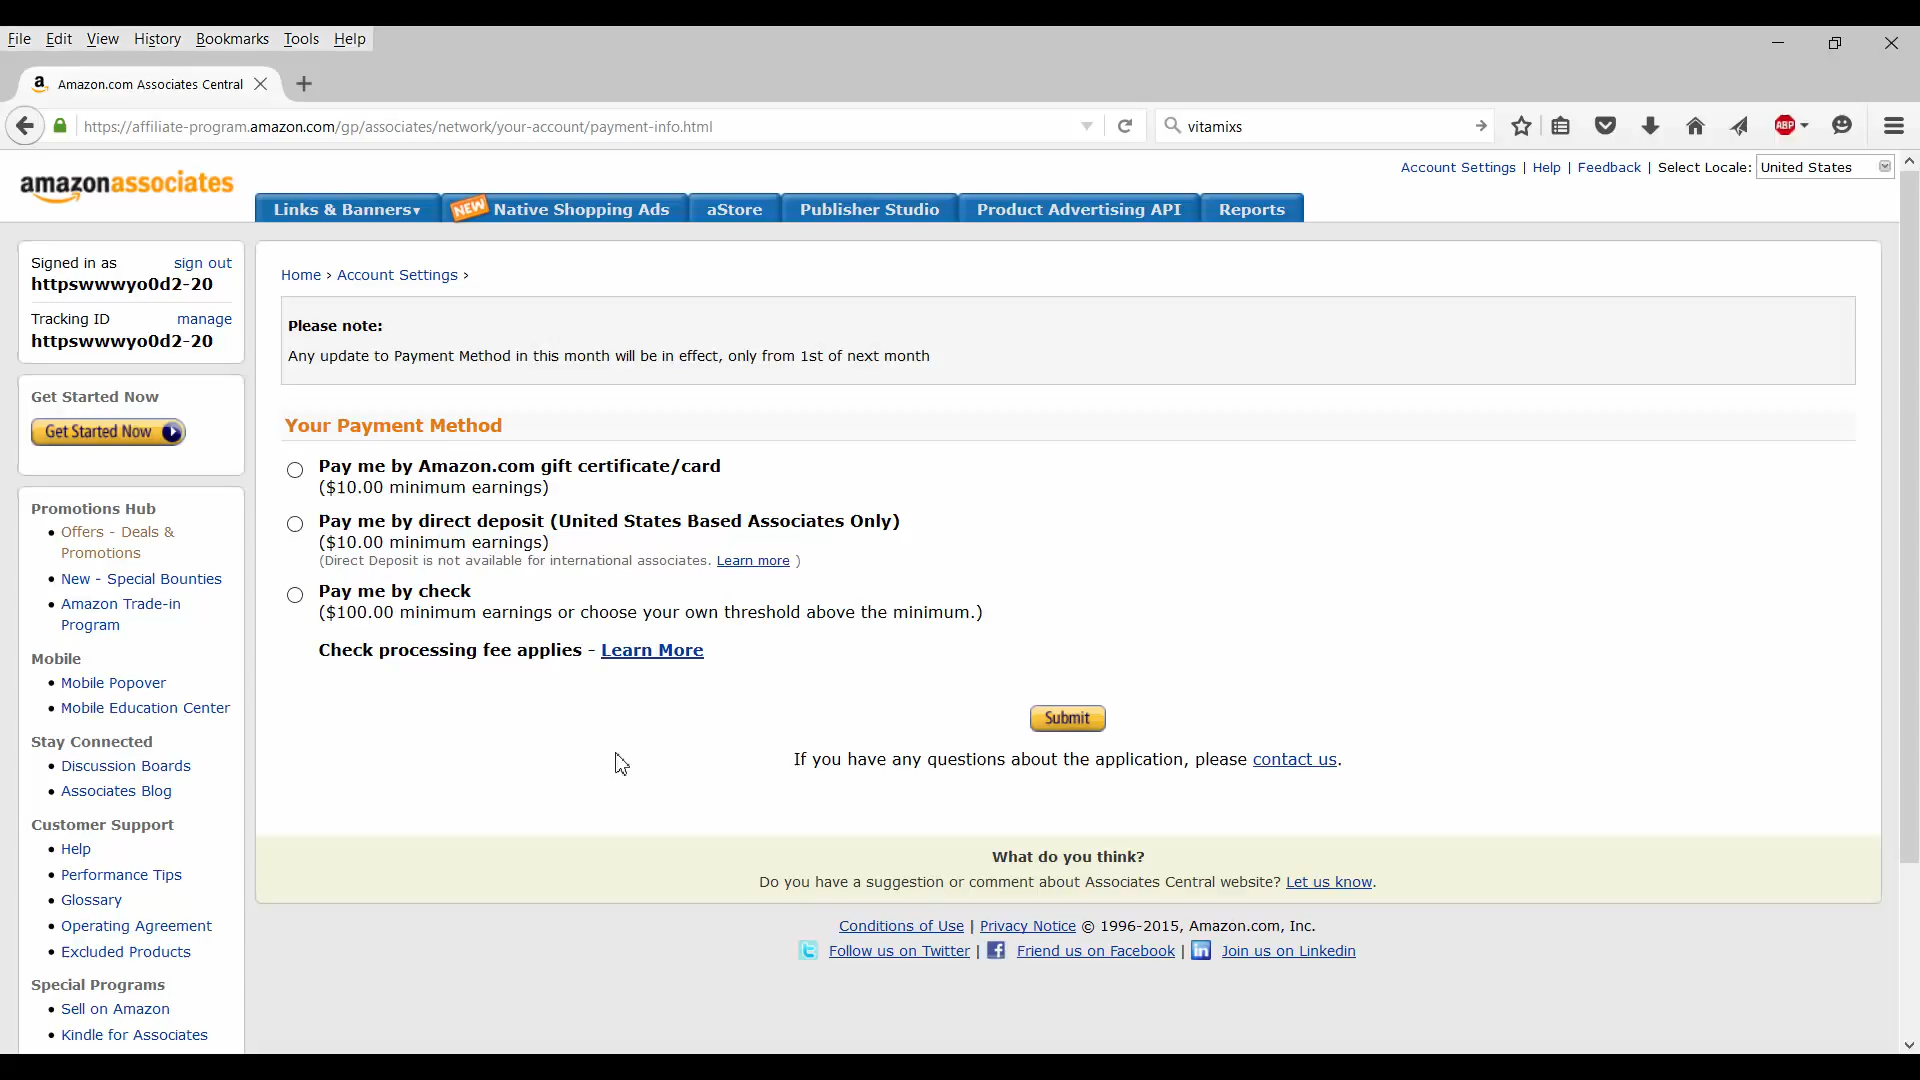 File Edit View History Bookmarks Tools Help
a Amazon.com Associates Central
https://affiliate-program.amazon.com/gp/associates/network/your-account/payment-info.html
vitamixs
ABP
Account Settings | Help | Feedback | Select Locale: United States
amazonassociates
Links & Banners▾ NEW Native Shopping Ads aStore Publisher Studio Product Advertising API Reports
Signed in as sign out
httpswwwyo0d2-20
Tracking ID manage
httpswwwyo0d2-20
Get Started Now
Get Started Now
Promotions Hub
• Offers - Deals &
Promotions
• New - Special Bounties
• Amazon Trade-in
Program
Mobile
• Mobile Popover
• Mobile Education Center
Stay Connected
• Discussion Boards
• Associates Blog
Customer Support
• Help
• Performance Tips
• Glossary
• Operating Agreement
• Excluded Products
Special Programs
• Sell on Amazon
• Kindle for Associates
Home › Account Settings ›
Please note:
Any update to Payment Method in this month will be in effect, only from 1st of next month
Your Payment Method
Pay me by Amazon.com gift certificate/card
($10.00 minimum earnings)
Pay me by direct deposit (United States Based Associates Only)
($10.00 minimum earnings)
(Direct Deposit is not available for international associates. Learn more )
Pay me by check
($100.00 minimum earnings or choose your own threshold above the minimum.)
Check processing fee applies - Learn More
Submit
If you have any questions about the application, please contact us.
What do you think?
Do you have a suggestion or comment about Associates Central website? Let us know.
Conditions of Use | Privacy Notice © 1996-2015, Amazon.com, Inc.
Follow us on Twitter | Friend us on Facebook | in Join us on Linkedin